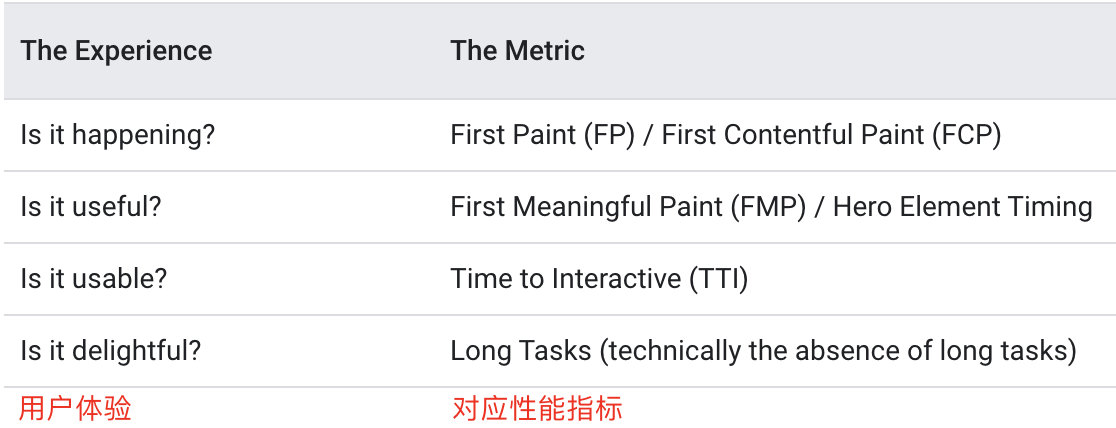 The Experience The Metric
Is it happening? First Paint (FP) / First Contentful Paint (FCP)
Is it useful? First Meaningful Paint (FMP) / Hero Element Timing
Is it usable? Time to Interactive (TTI)
Is it delightful? Long Tasks (technically the absence of long tasks)
用户体验 对应性能指标